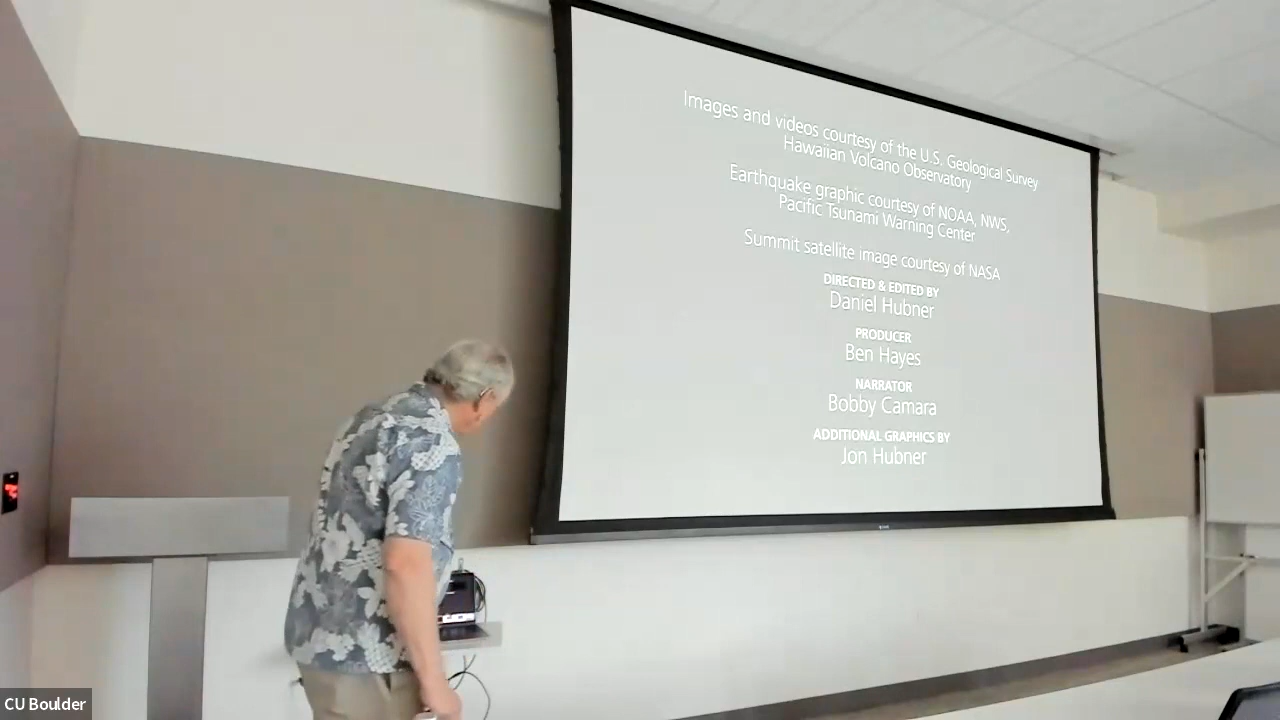 Images and videos courtesy of the U.S. Geological Survey
Hawaiian Volcano Observatory
Earthquake graphic courtesy of NOAA, NWS,
Pacific Tsunami Warning Center
Summit satellite image courtesy of NASA
DIRECTED & EDITED BY
Daniel Hubner
PRODUCER
Ben Hayes
NARRATOR
Bobby Camara
ADDITIONAL GRAPHICS BY
Jon Hubner
CU Boulder